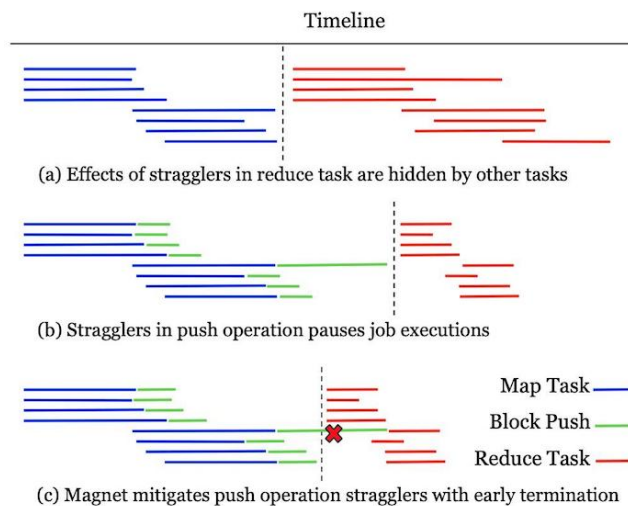 Timeline
(a) Effects of stragglers in reduce task are hidden by other tasks
(b) Stragglers in push operation pauses job executions
Map Task
Block Push
Reduce Task
(c) Magnet mitigates push operation stragglers with early termination